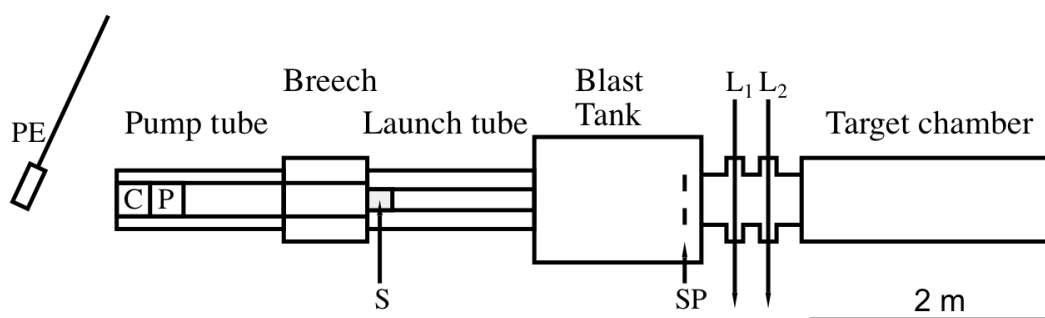 PE
Pump tube
Breech
Launch tube
Blast
Tank
L₁ L₂
Target chamber
C P
S
SP
2 m